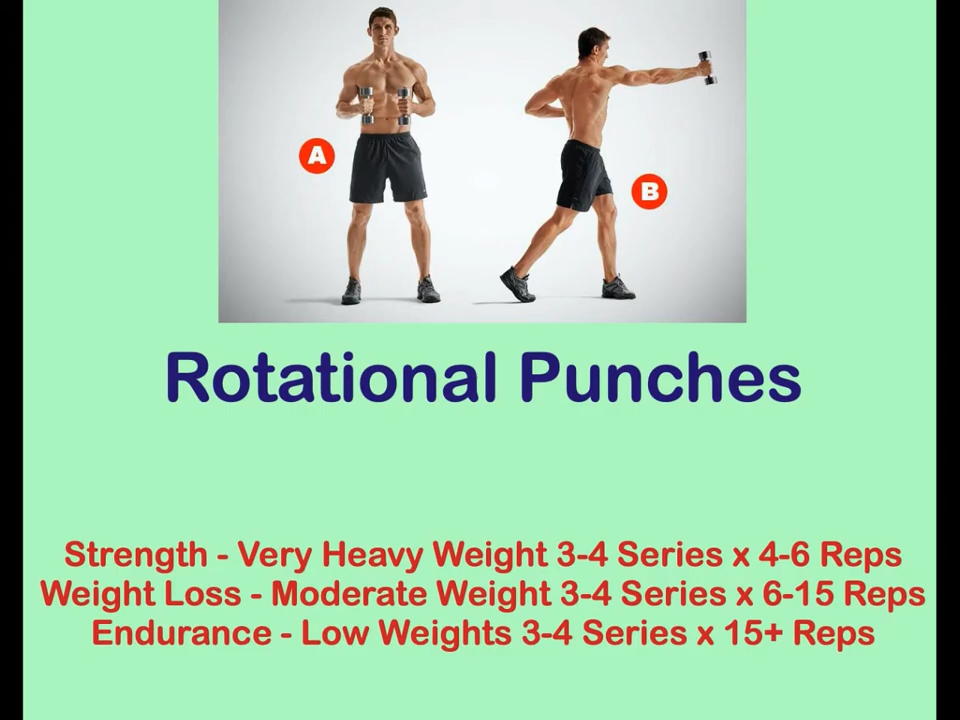 A
B
Rotational Punches
Strength - Very Heavy Weight 3-4 Series x 4-6 Reps
Weight Loss - Moderate Weight 3-4 Series x 6-15 Reps
Endurance - Low Weights 3-4 Series x 15+ Reps